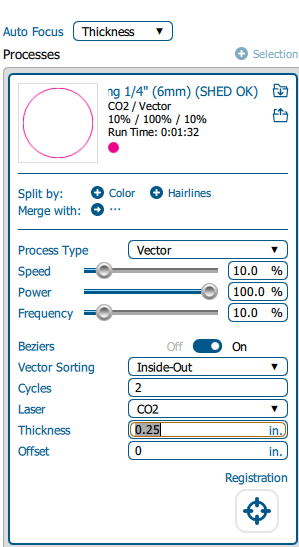 Auto Focus Thickness
Processes Selection
ng 1/4" (6mm) (SHED OK)
CO2 / Vector
10% / 100% / 10%
Run Time: 0:01:32
Split by: Color Hairlines
Merge with: ...
Process Type Vector
Speed 10.0 %
Power 100.0 %
Frequency 10.0 %
Beziers Off On
Vector Sorting Inside-Out
Cycles 2
Laser CO2
Thickness 0.25 in.
Offset 0 in.
Registration